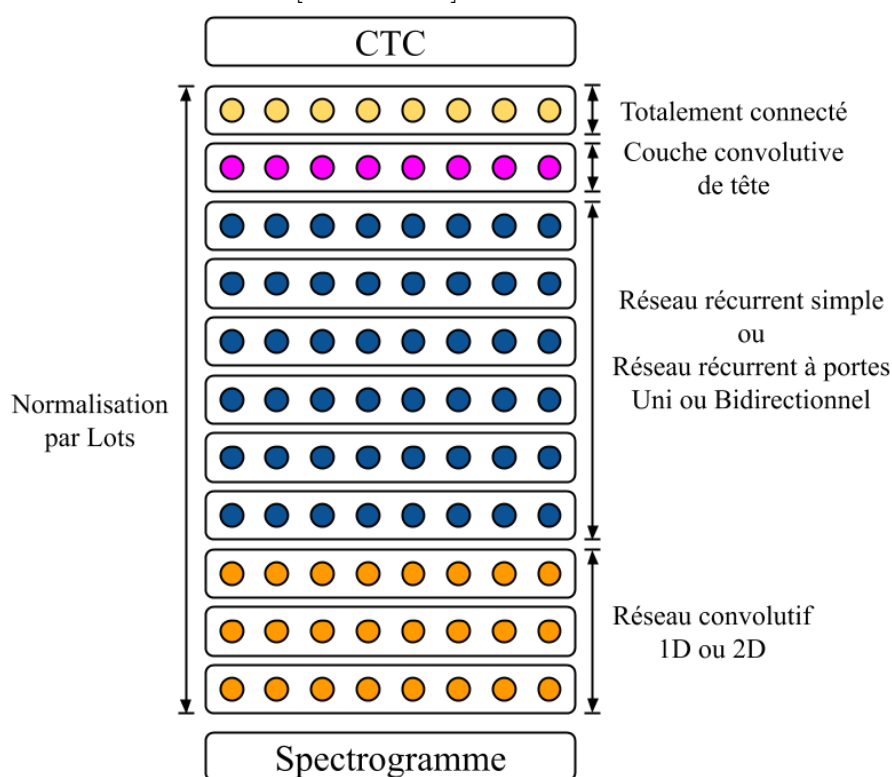 CTC
Totalement connecté
Couche convolutive
de tête
Réseau récurrent simple
ou
Réseau récurrent à portes
Uni ou Bidirectionnel
Normalisation
par Lots
Réseau convolutif
1D ou 2D
Spectrogramme